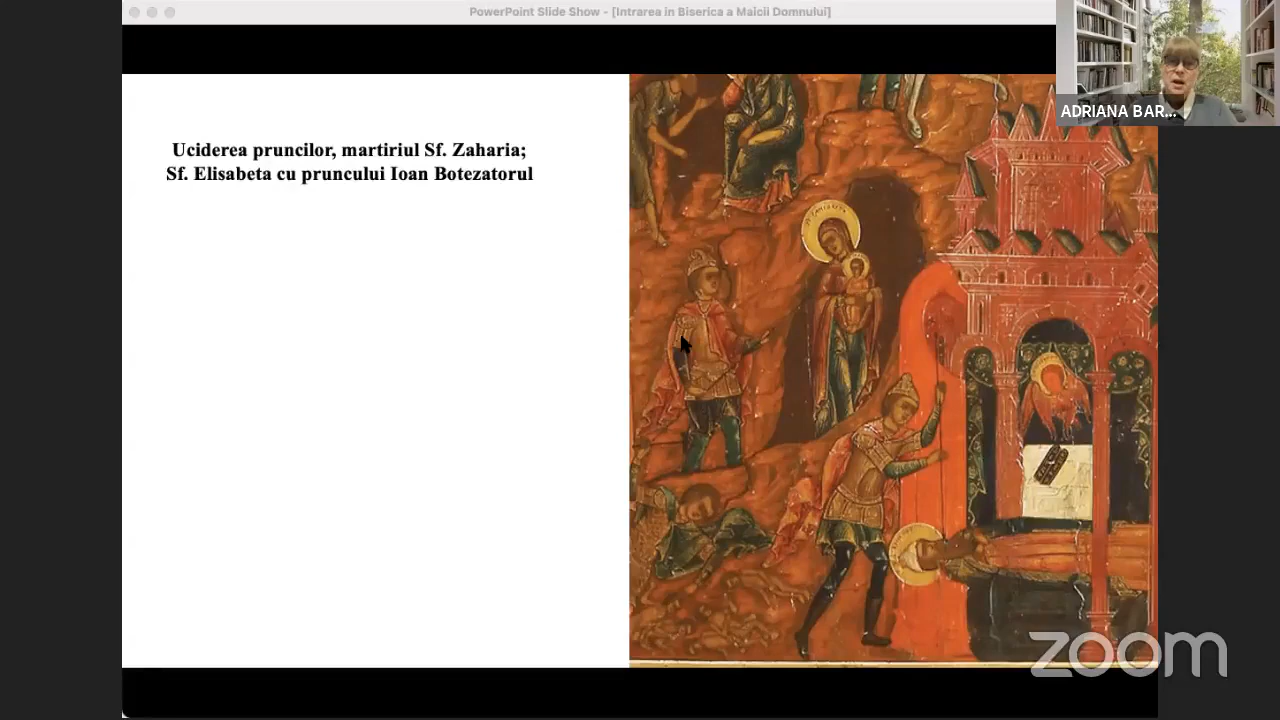 PowerPoint Slide Show - [Intrarea in Biserica a Maicii Domnului]
ADRIANA BAR...
Uciderea pruncilor, martiriul Sf. Zaharia;
Sf. Elisabeta cu pruncului Ioan Botezatorul
zoom